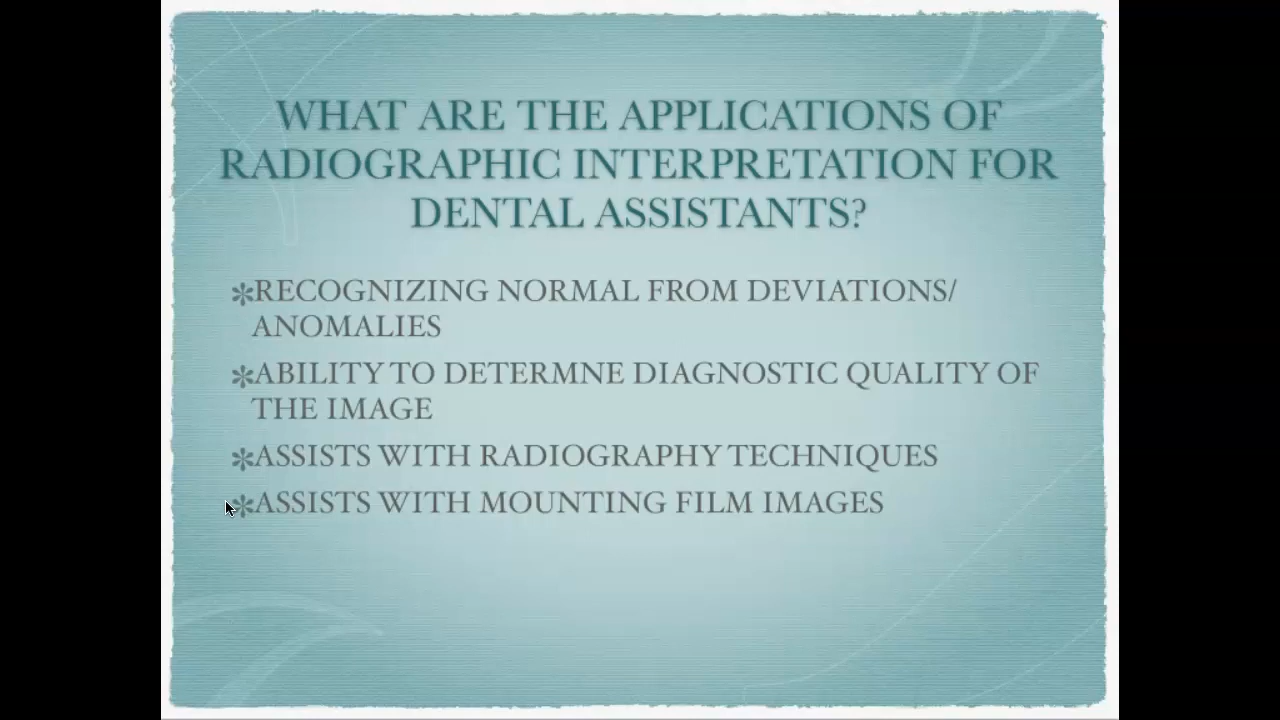 WHAT ARE THE APPLICATIONS OF
RADIOGRAPHIC INTERPRETATION FOR
DENTAL ASSISTANTS?
✻RECOGNIZING NORMAL FROM DEVIATIONS/
ANOMALIES
✻ABILITY TO DETERMNE DIAGNOSTIC QUALITY OF
THE IMAGE
✻ASSISTS WITH RADIOGRAPHY TECHNIQUES
✻ASSISTS WITH MOUNTING FILM IMAGES